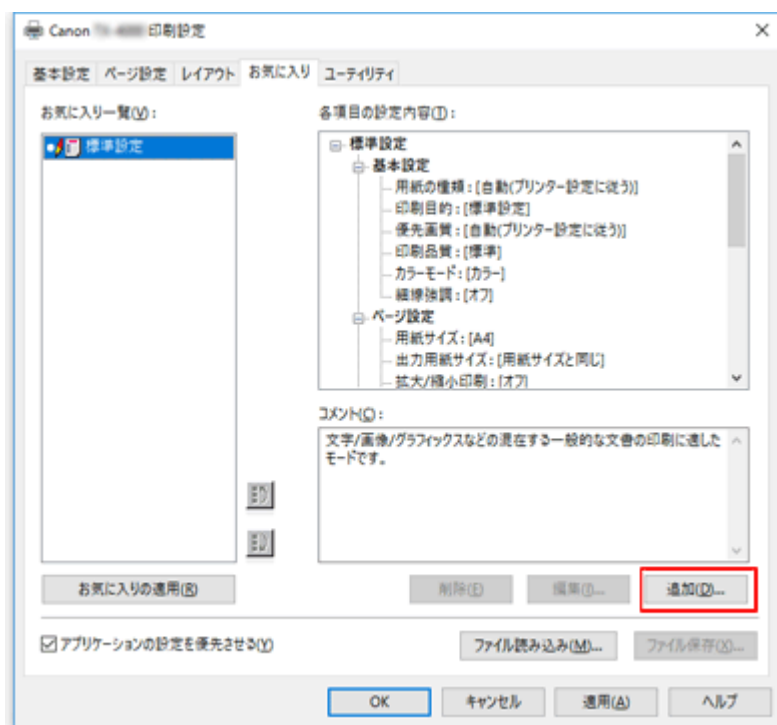 Canon 印刷設定
基本設定 ページ設定 レイアウト お気に入り ユーティリティ
お気に入り一覧(V):
標準設定
各項目の設定内容(T):
標準設定
基本設定
用紙の種類:[自動(プリンター設定に従う)]
印刷目的:[標準設定]
優先画質:[自動(プリンター設定に従う)]
印刷品質:[標準]
カラーモード:[カラー]
細線強調:[オフ]
ページ設定
用紙サイズ:[A4]
出力用紙サイズ:[用紙サイズと同じ]
拡大/縮小印刷:[オフ]
コメント(C):
文字/画像/グラフィックスなどの混在する一般的な文書の印刷に適した
モードです。
お気に入りの適用(R) 削除(E) 編集(I)... 追加(D)...
アプリケーションの設定を優先させる(Y) ファイル読み込み(M)... ファイル保存(X)...
OK キャンセル 適用(A) ヘルプ